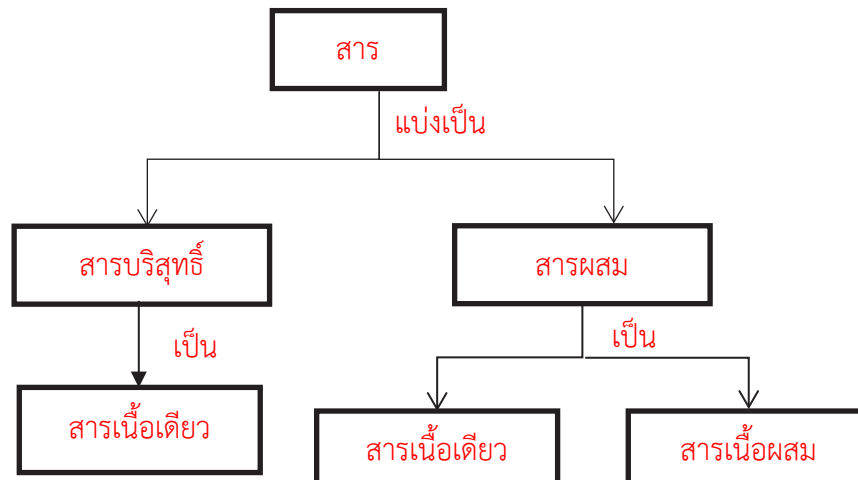 สาร
แบ่งเป็น
สารบริสุทธิ์
สารผสม
เป็น
เป็น
สารเนื้อเดียว
สารเนื้อเดียว
สารเนื้อผสม